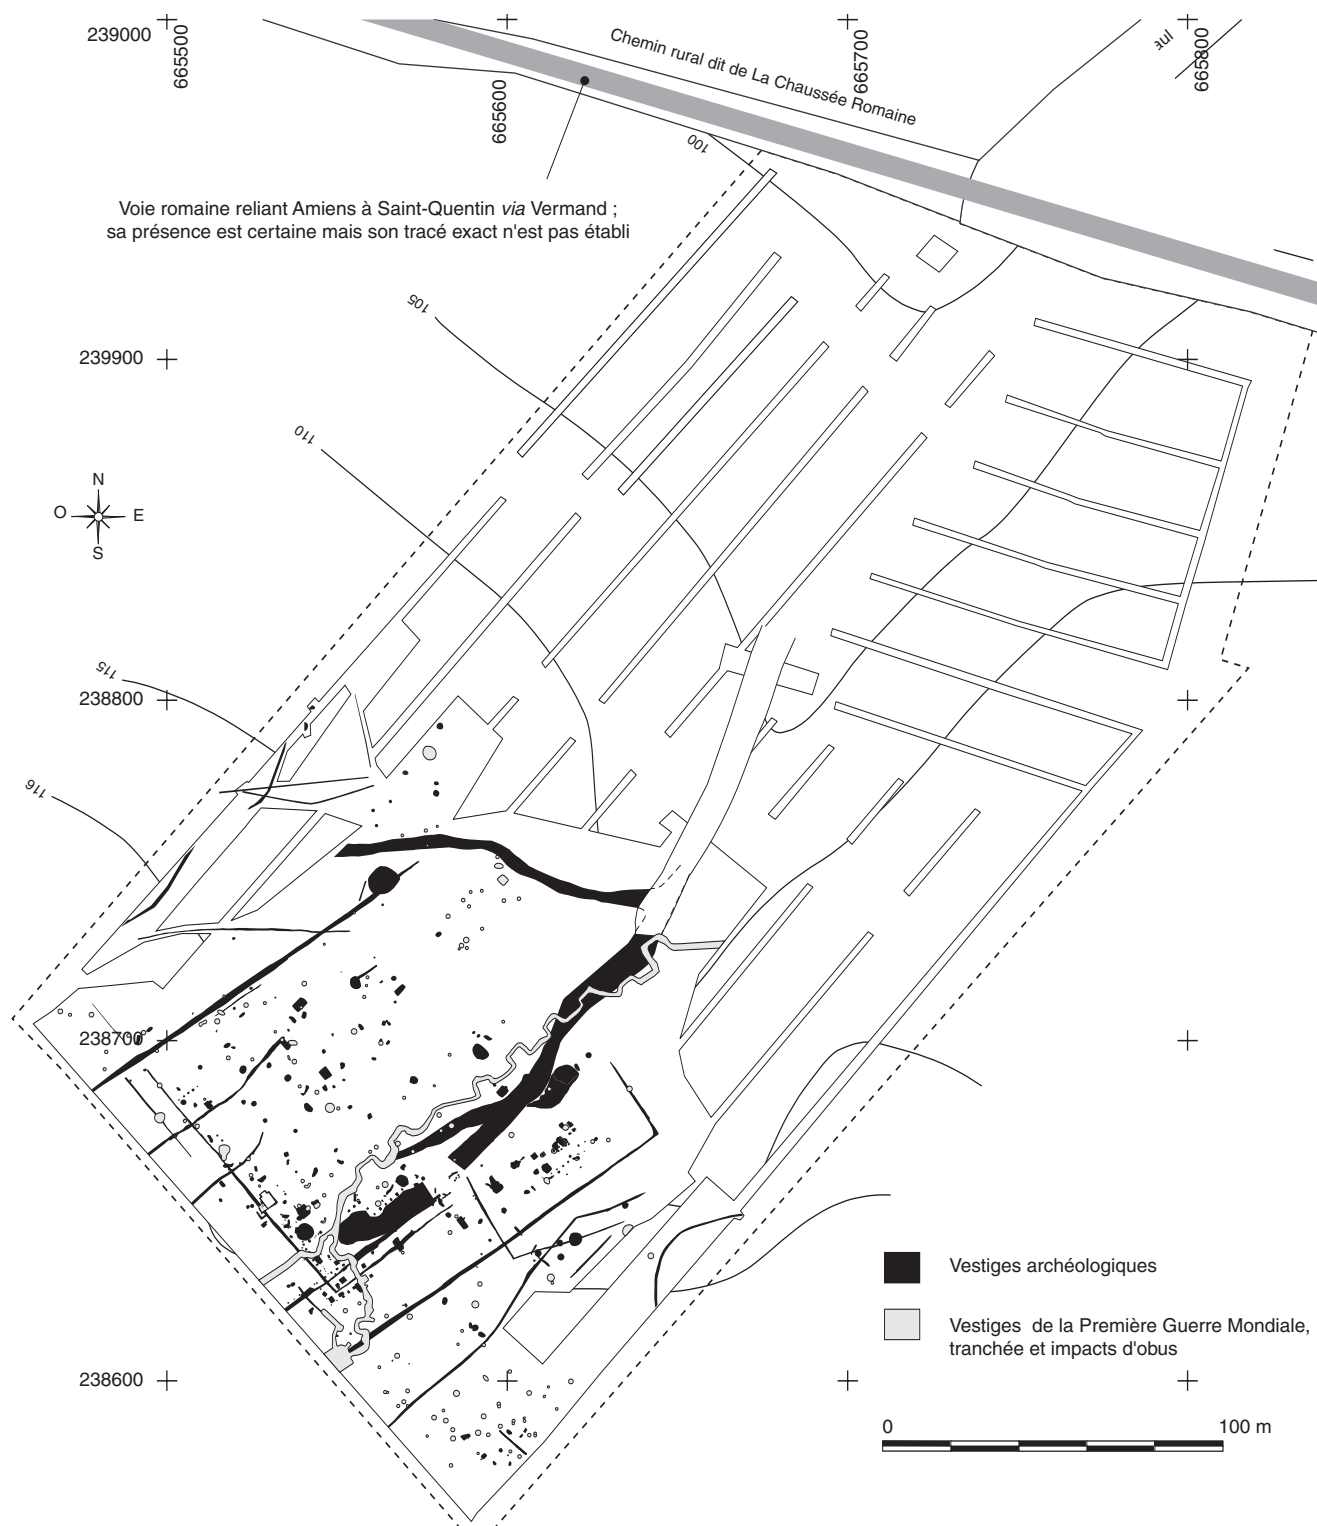 239000
665500
665600
665700
665800
Chemin rural dit de La Chaussée Romaine
100
Voie romaine reliant Amiens à Saint-Quentin via Vermand ;
sa présence est certaine mais son tracé exact n'est pas établi
105
239900
110
N
O E
S
115
238800
116
238700
Vestiges archéologiques
Vestiges de la Première Guerre Mondiale,
tranchée et impacts d'obus
238600
0 100 m